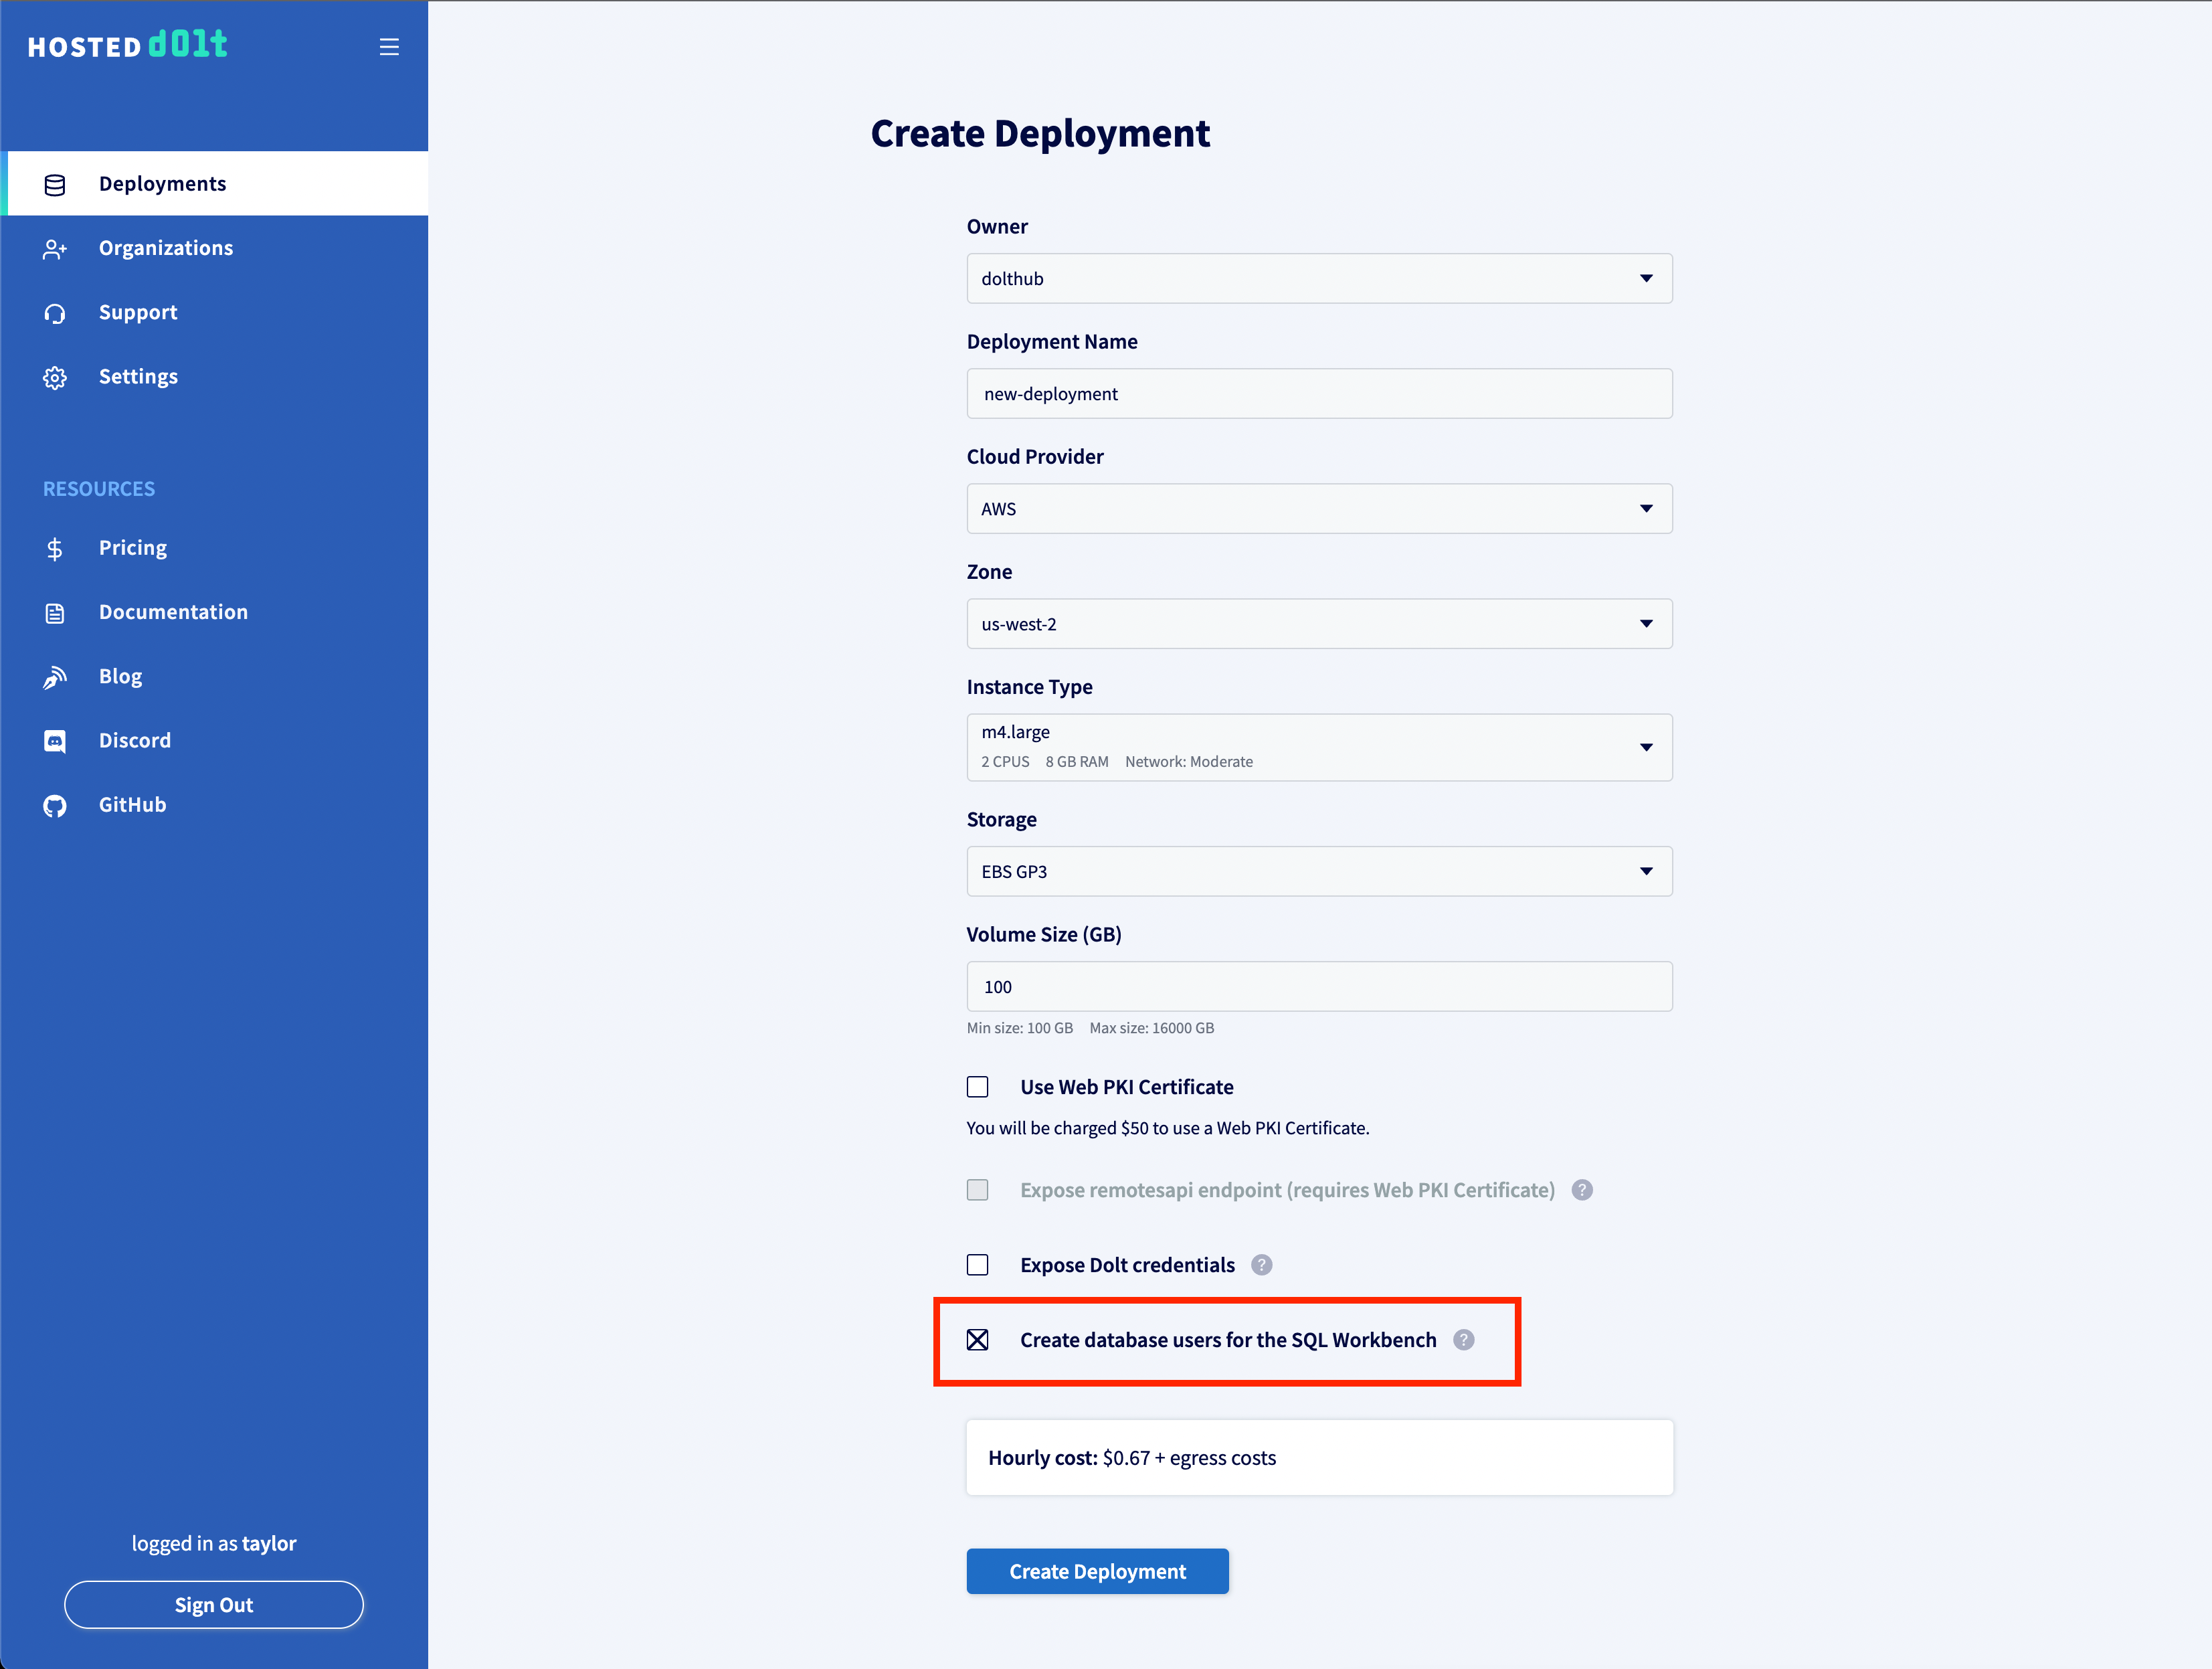 HOSTED dolt
Deployments
Organizations
Support
Settings
RESOURCES
Pricing
Documentation
Blog
Discord
GitHub
logged in as taylor
Sign Out
Create Deployment
Owner
dolthub
Deployment Name
new-deployment
Cloud Provider
AWS
Zone
us-west-2
Instance Type
m4.large
2 CPUS 8 GB RAM Network: Moderate
Storage
EBS GP3
Volume Size (GB)
100
Min size: 100 GB Max size: 16000 GB
Use Web PKI Certificate
You will be charged $50 to use a Web PKI Certificate.
Expose remotesapi endpoint (requires Web PKI Certificate) ?
Expose Dolt credentials ?
Create database users for the SQL Workbench ?
Hourly cost: $0.67 + egress costs
Create Deployment